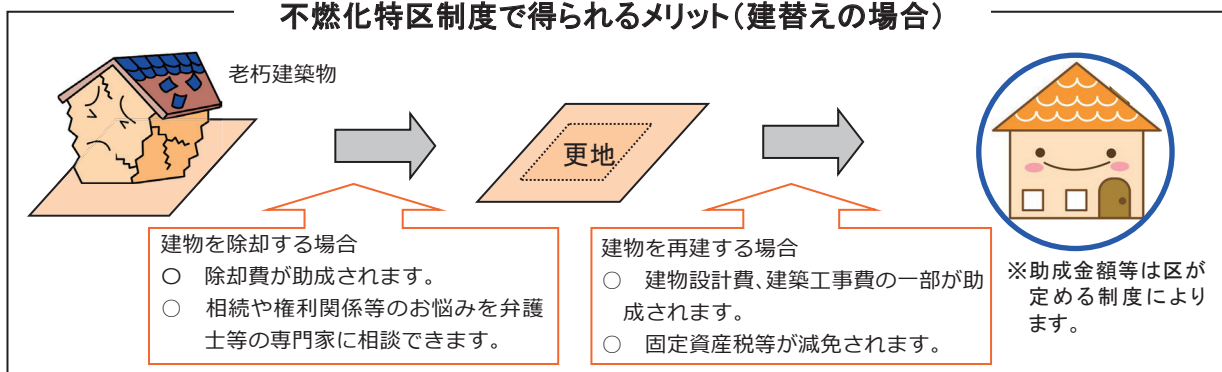 不燃化特区制度で得られるメリット（建替えの場合）
老朽建築物
更地
建物を除却する場合
○　除却費が助成されます。
○　相続や権利関係等のお悩みを弁護
士等の専門家に相談できます。
建物を再建する場合
○　建物設計費、建築工事費の一部が助
成されます。
○　固定資産税等が減免されます。
※助成金額等は区が
定める制度により
ます。